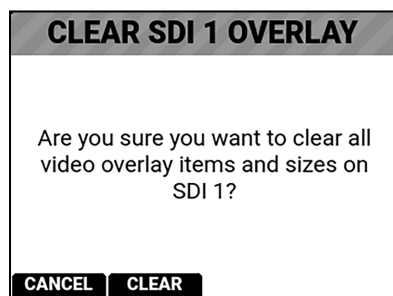 CLEAR SDI 1 OVERLAY
Are you sure you want to clear all
video overlay items and sizes on
SDI 1?
CANCEL CLEAR